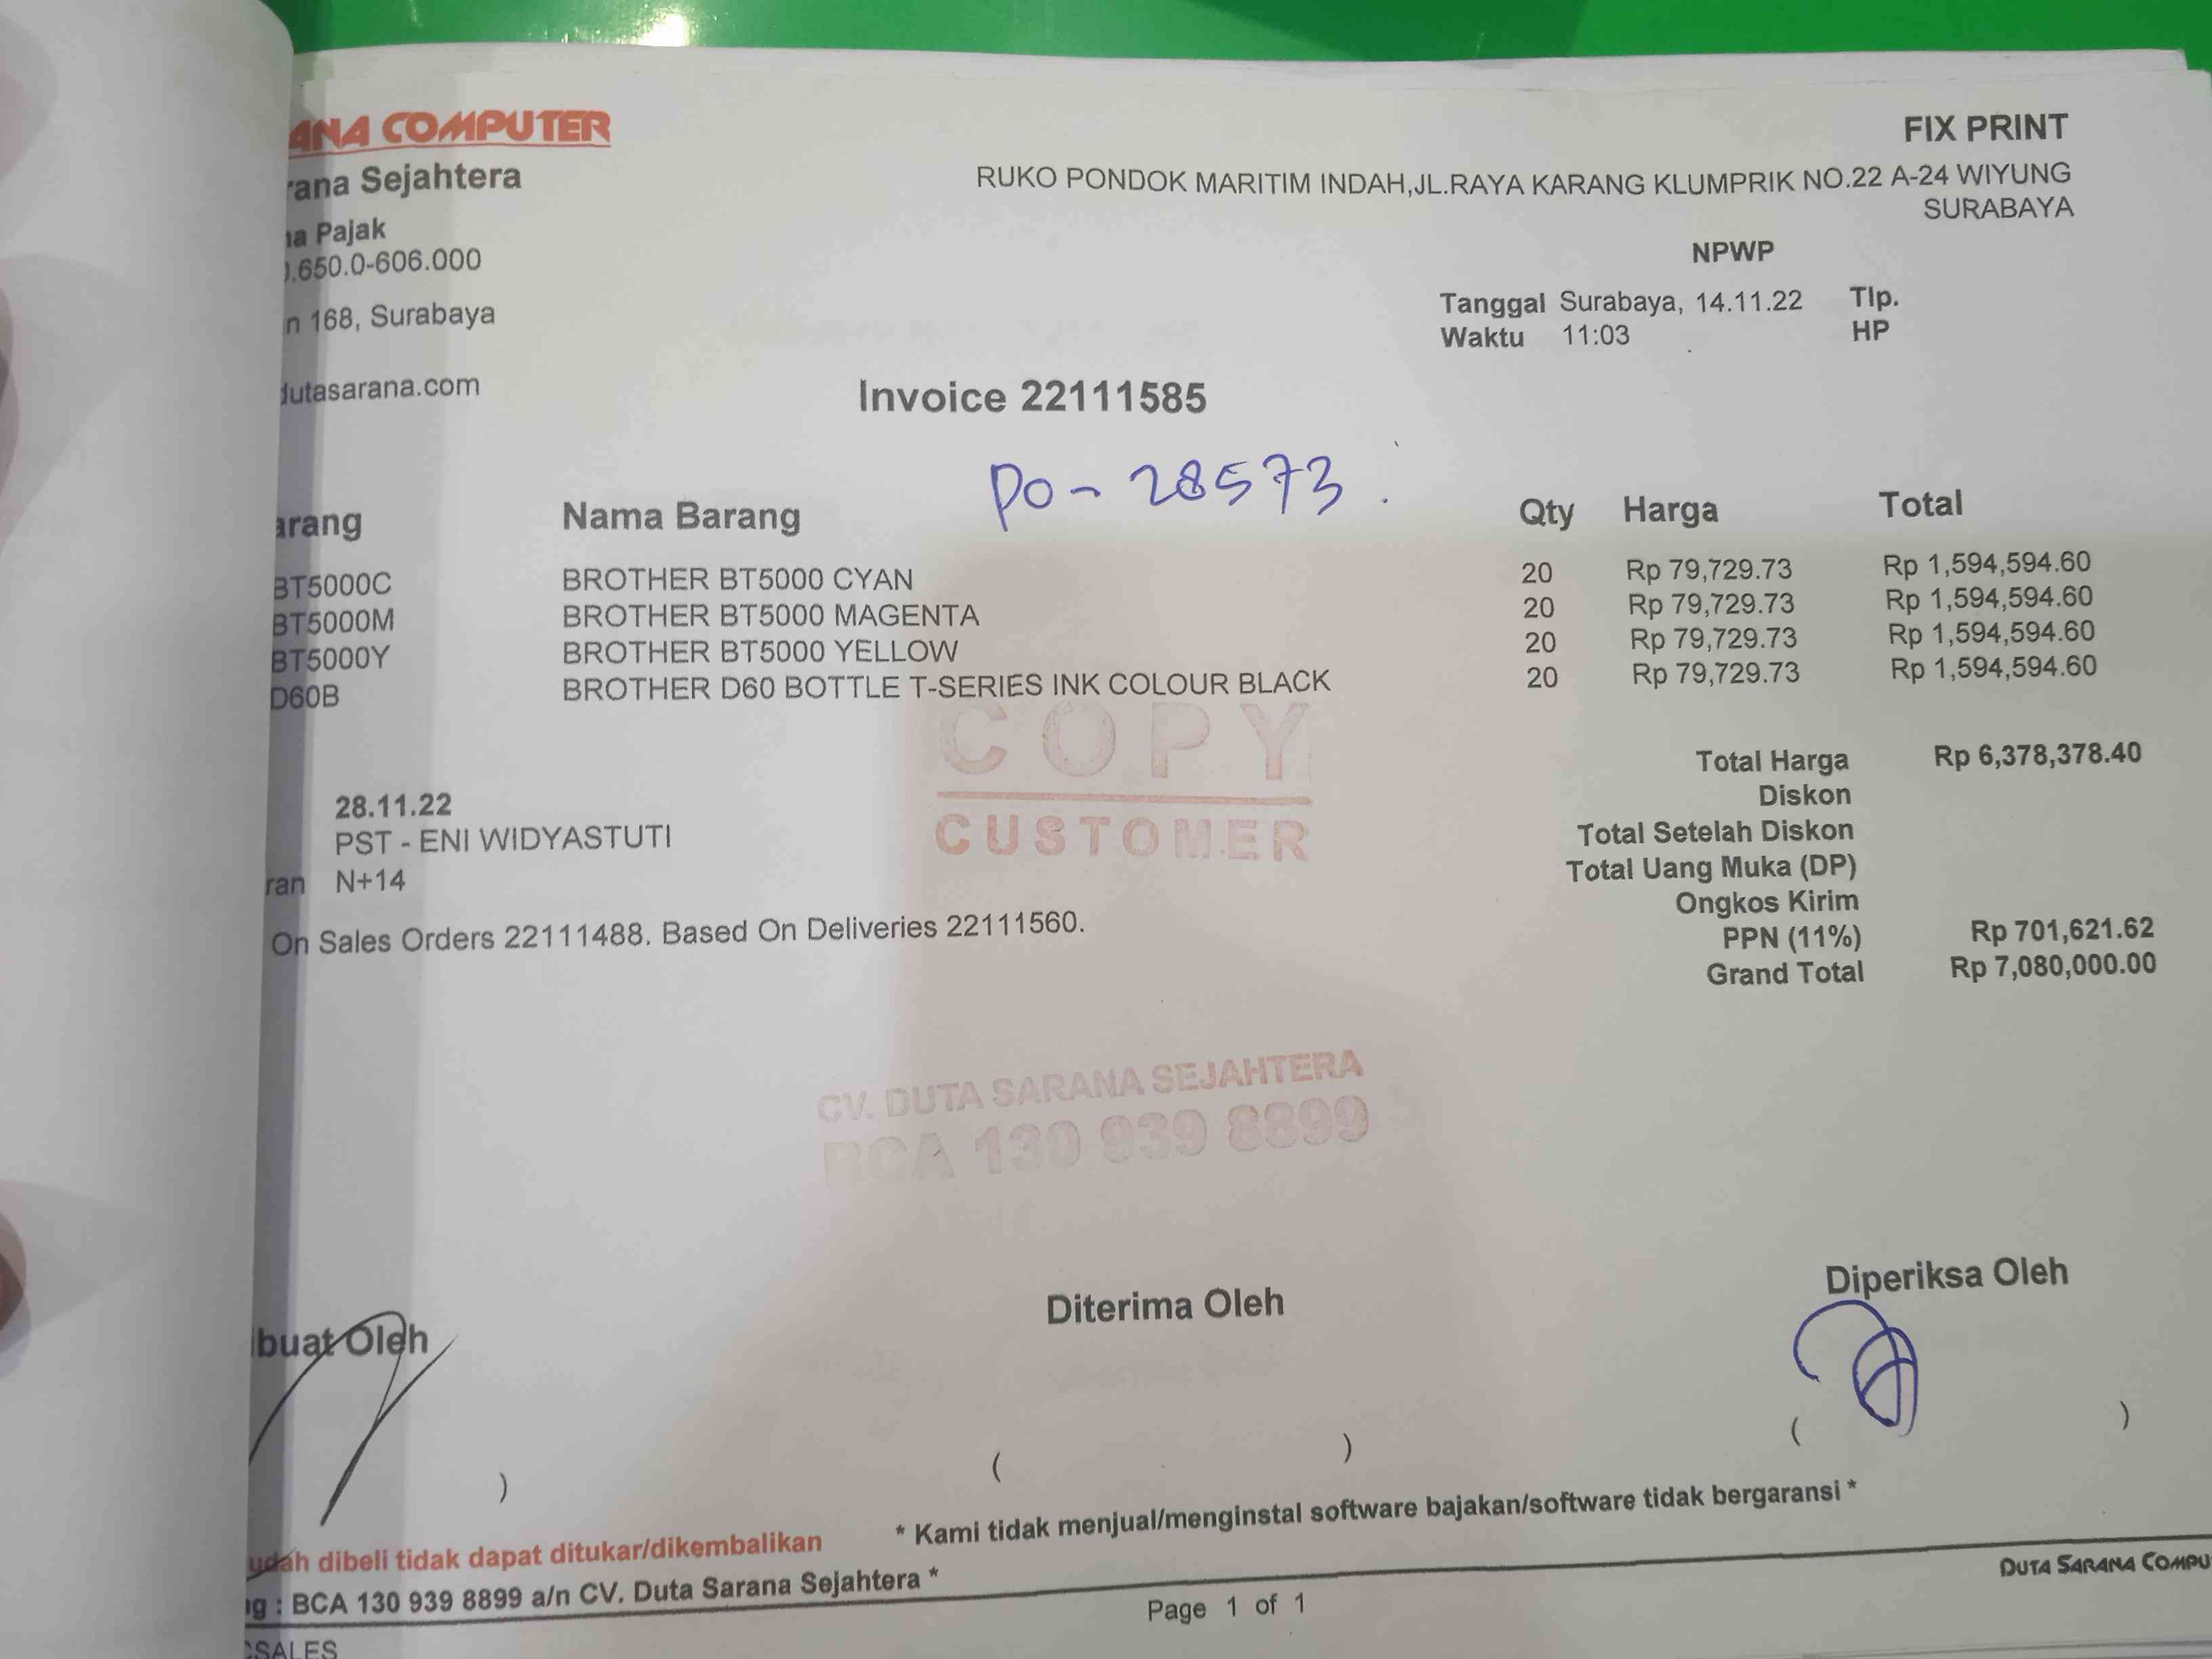 ANA COMPUTER
rana Sejahtera
na Pajak
.650.0-606.000
n 168, Surabaya
dutasarana.com
FIX PRINT
RUKO PONDOK MARITIM INDAH,JL.RAYA KARANG KLUMPRIK NO.22 A-24 WIYUNG
SURABAYA
NPWP
Tanggal Surabaya, 14.11.22 Tlp.
Waktu 11:03 HP
Invoice 22111585
PO - 28573
arang Nama Barang Qty Harga Total
BT5000C BROTHER BT5000 CYAN 20 Rp 79,729.73 Rp 1,594,594.60
BT5000M BROTHER BT5000 MAGENTA 20 Rp 79,729.73 Rp 1,594,594.60
BT5000Y BROTHER BT5000 YELLOW 20 Rp 79,729.73 Rp 1,594,594.60
D60B BROTHER D60 BOTTLE T-SERIES INK COLOUR BLACK 20 Rp 79,729.73 Rp 1,594,594.60
COPY
CUSTOMER
Total Harga Rp 6,378,378.40
Diskon
Total Setelah Diskon
Total Uang Muka (DP)
Ongkos Kirim
PPN (11%) Rp 701,621.62
Grand Total Rp 7,080,000.00
28.11.22
PST - ENI WIDYASTUTI
ran N+14
On Sales Orders 22111488. Based On Deliveries 22111560.
CV. DUTA SARANA SEJAHTERA
BCA 130 939 8899
buat Oleh Diterima Oleh Diperiksa Oleh
) ( ) ( )
udah dibeli tidak dapat ditukar/dikembalikan * Kami tidak menjual/menginstal software bajakan/software tidak bergaransi *
ng : BCA 130 939 8899 a/n CV. Duta Sarana Sejahtera *
DUTA SARANA COMPU
Page 1 of 1
SALES